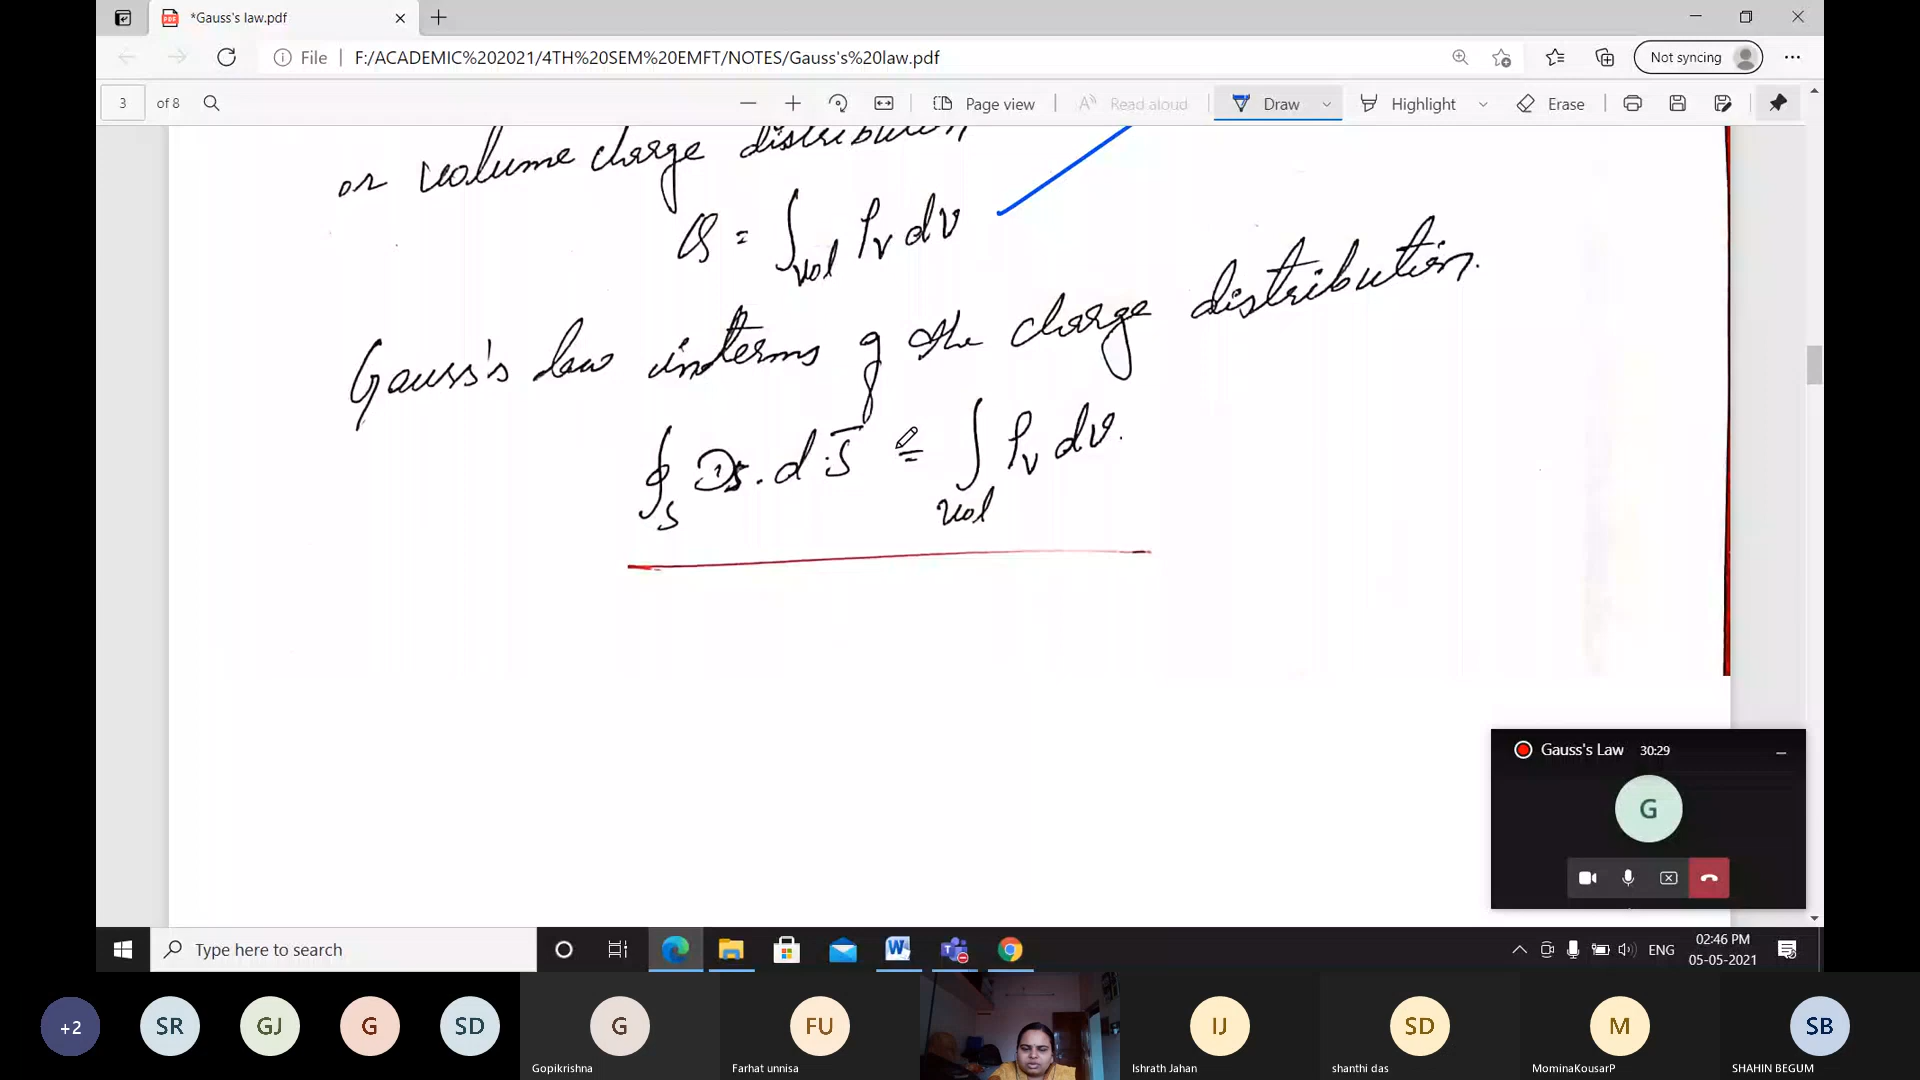 *Gauss's law.pdf
File F:/ACADEMIC%202021/4TH%20SEM%20EMFT/NOTES/Gauss's%20law.pdf Not syncing
3 of 8 Page view Read aloud Draw Highlight Erase
or volume charge distribution
Q = ∫vol ρv dv
Gauss's law interms of the charge distribution.
∮S Ds . d S̄ = ∫vol ρv dv.
Gauss's Law 30:29
G
Type here to search
ENG
02:46 PM
05-05-2021
+2 SR GJ G SD G FU IJ SD M SB
Gopikrishna Farhat unnisa Ishrath Jahan shanthi das MominaKousarP SHAHIN BEGUM